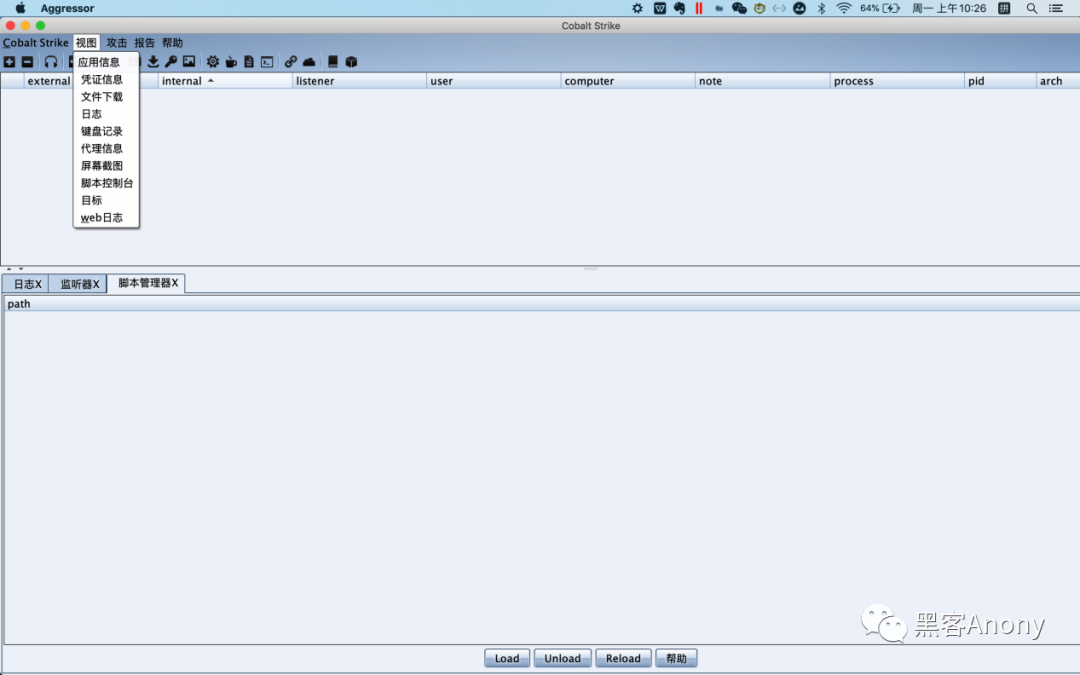 Aggressor 64% 周一上午10:26 拼
Cobalt Strike
Cobalt Strike 视图 攻击 报告 帮助
应用信息
凭证信息
文件下载
日志
键盘记录
代理信息
屏幕截图
脚本控制台
目标
web日志
external internal listener user computer note process pid arch
日志X 监听器X 脚本管理器X
path
黑客Anony
Load Unload Reload 帮助